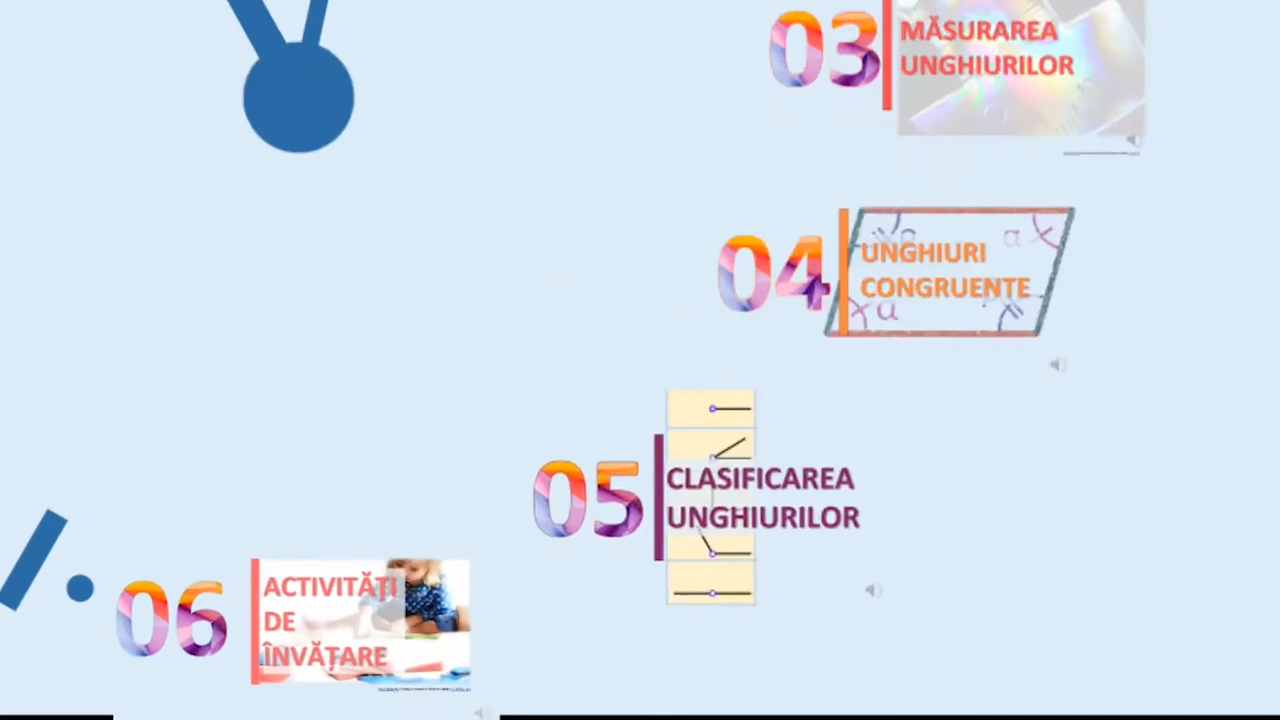 03
MĂSURAREA
UNGHIURILOR
04
UNGHIURI
CONGRUENTE
a
a
05
CLASIFICAREA
UNGHIURILOR
06
ACTIVITĂȚI
DE
ÎNVĂȚARE